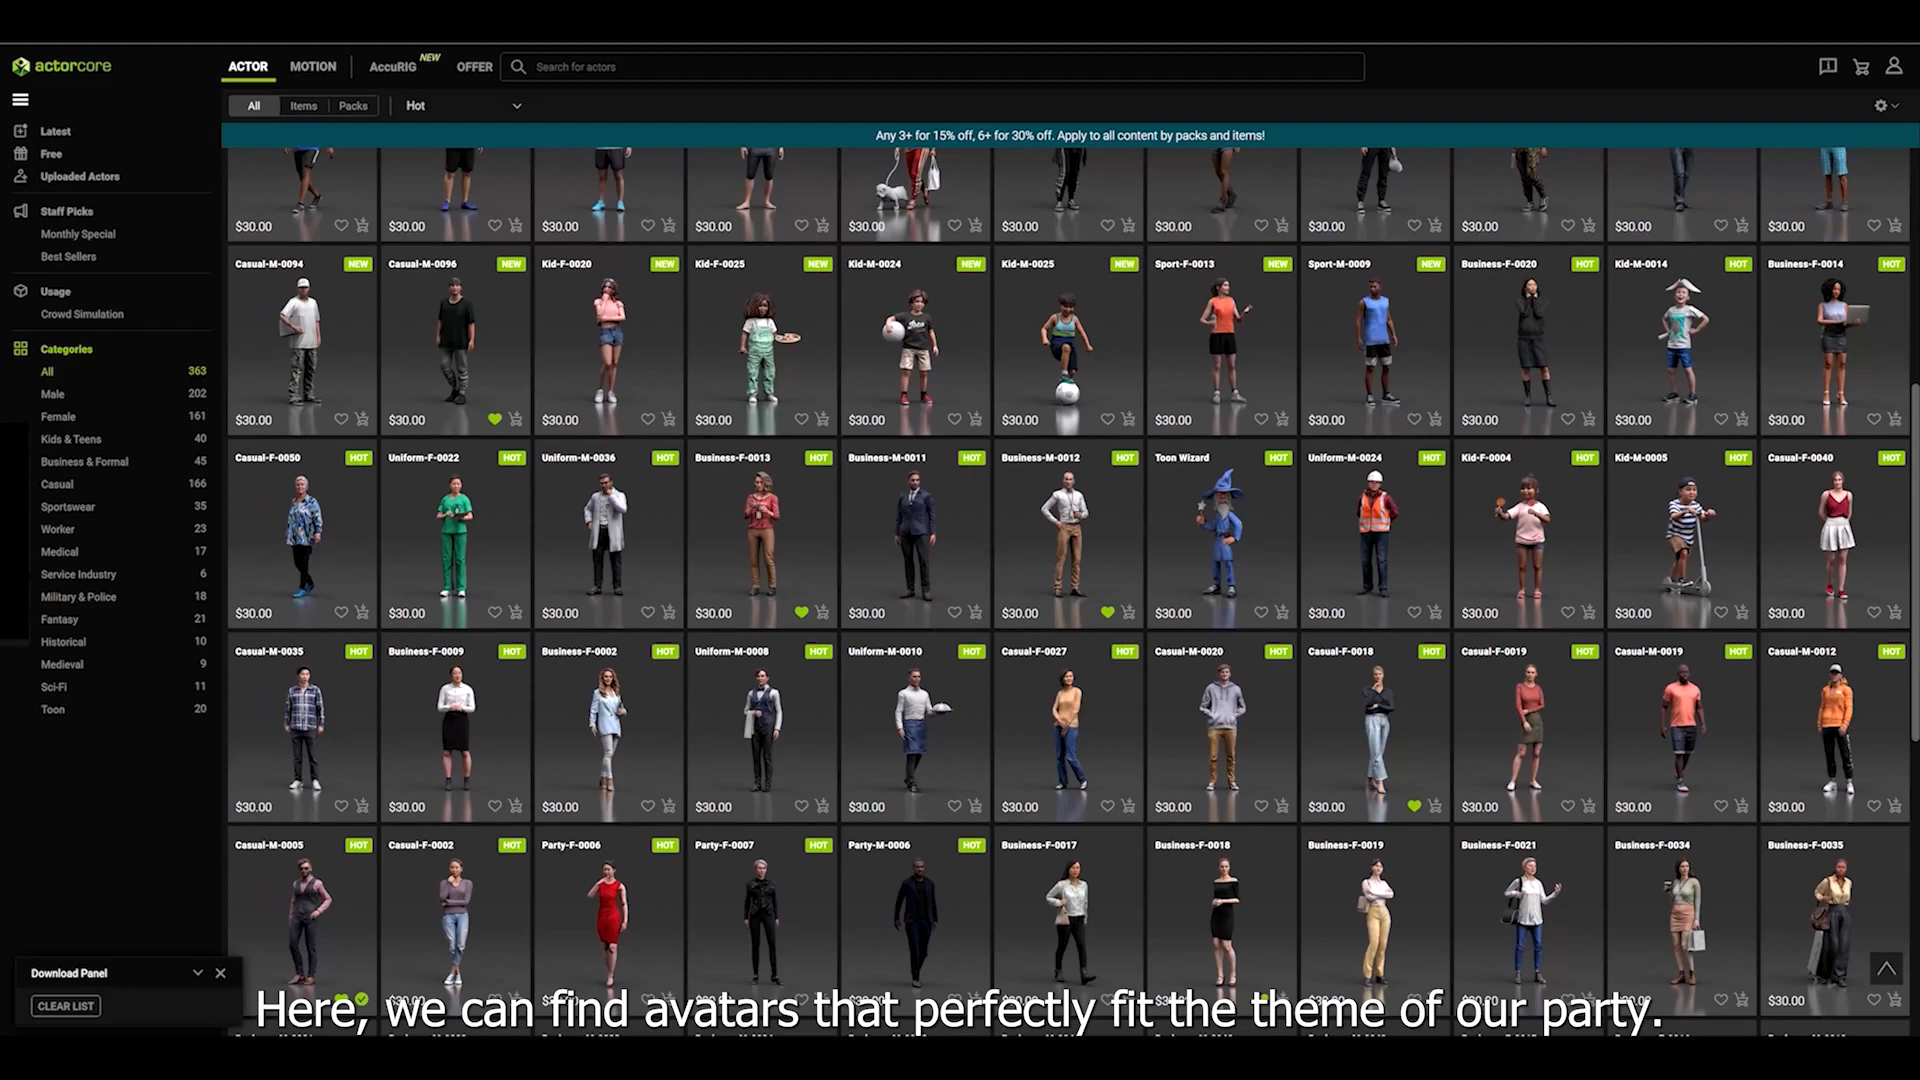 actorcore
ACTOR MOTION AccuRIG NEW OFFER Search for actors
All Items Packs Hot
Any 3+ for 15% off, 6+ for 30% off. Apply to all content by packs and items!
Latest
Free
Uploaded Actors
Staff Picks
Monthly Special
Best Sellers
Usage
Crowd Simulation
Categories
All 363
Male 202
Female 161
Kids & Teens 40
Business & Formal 45
Casual 166
Sportswear 35
Worker 23
Medical 17
Service Industry 6
Military & Police 18
Fantasy 21
Historical 10
Medieval 9
Sci-Fi 11
Toon 20
Download Panel
CLEAR LIST
$30.00 $30.00 $30.00 $30.00 $30.00 $30.00 $30.00 $30.00 $30.00 $30.00 $30.00
Casual-M-0094 NEW Casual-M-0096 NEW Kid-F-0020 NEW Kid-F-0025 NEW Kid-M-0024 NEW Kid-M-0025 NEW Sport-F-0013 NEW Sport-M-0009 NEW Business-F-0020 HOT Kid-M-0014 HOT Business-F-0014 HOT
$30.00 $30.00 $30.00 $30.00 $30.00 $30.00 $30.00 $30.00 $30.00 $30.00 $30.00
Casual-F-0050 HOT Uniform-F-0022 HOT Uniform-M-0036 HOT Business-F-0013 HOT Business-M-0011 HOT Business-M-0012 HOT Toon Wizard HOT Uniform-M-0024 HOT Kid-F-0004 HOT Kid-M-0005 HOT Casual-F-0040 HOT
$30.00 $30.00 $30.00 $30.00 $30.00 $30.00 $30.00 $30.00 $30.00 $30.00 $30.00
Casual-M-0035 HOT Business-F-0009 HOT Business-F-0002 HOT Uniform-M-0008 HOT Uniform-M-0010 HOT Casual-F-0027 HOT Casual-M-0020 HOT Casual-F-0018 HOT Casual-F-0019 HOT Casual-M-0019 HOT Casual-M-0012 HOT
$30.00 $30.00 $30.00 $30.00 $30.00 $30.00 $30.00 $30.00 $30.00 $30.00 $30.00
Casual-M-0005 HOT Casual-F-0002 HOT Party-F-0006 HOT Party-F-0007 HOT Party-M-0006 HOT Business-F-0017 Business-F-0018 Business-F-0019 Business-F-0021 Business-F-0034 Business-F-0035
$30.00
Here, we can find avatars that perfectly fit the theme of our party.